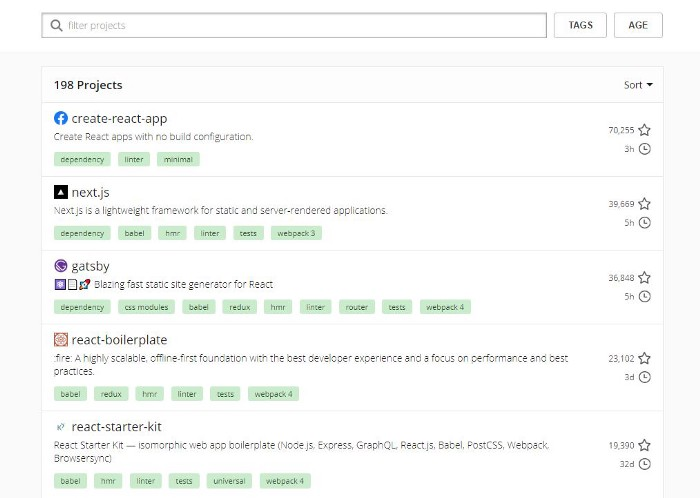 filter projects
TAGS
AGE
198 Projects
Sort
create-react-app
Create React apps with no build configuration.
dependency linter minimal
70,255
3h
next.js
Next.js is a lightweight framework for static and server-rendered applications.
dependency babel hmr linter tests webpack 3
39,669
5h
gatsby
⚛️📄🚀 Blazing fast static site generator for React
dependency css modules babel redux hmr linter router tests webpack 4
36,848
5h
react-boilerplate
:fire: A highly scalable, offline-first foundation with the best developer experience and a focus on performance and best
practices.
babel redux hmr linter tests webpack 4
23,102
3d
react-starter-kit
React Starter Kit — isomorphic web app boilerplate (Node.js, Express, GraphQL, React.js, Babel, PostCSS, Webpack,
Browsersync)
babel hmr linter tests universal webpack 4
19,390
32d